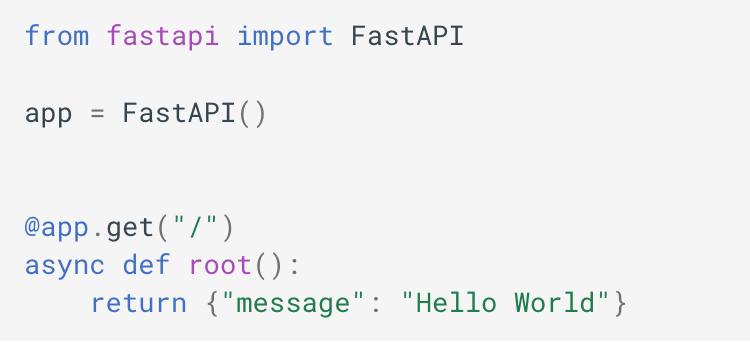 from fastapi import FastAPI
app = FastAPI()
@app.get("/")
async def root():
    return {"message": "Hello World"}